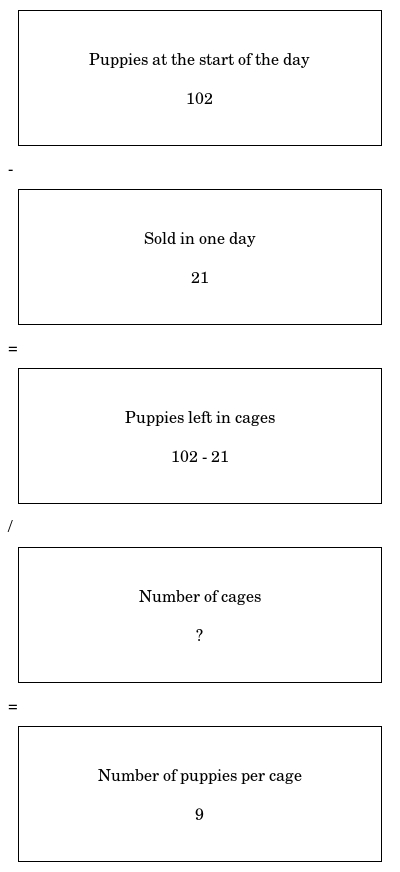 Puppies at the start of the day
102
-
Sold in one day
21
=
Puppies left in cages
102 - 21
/
Number of cages
?
=
Number of puppies per cage
9